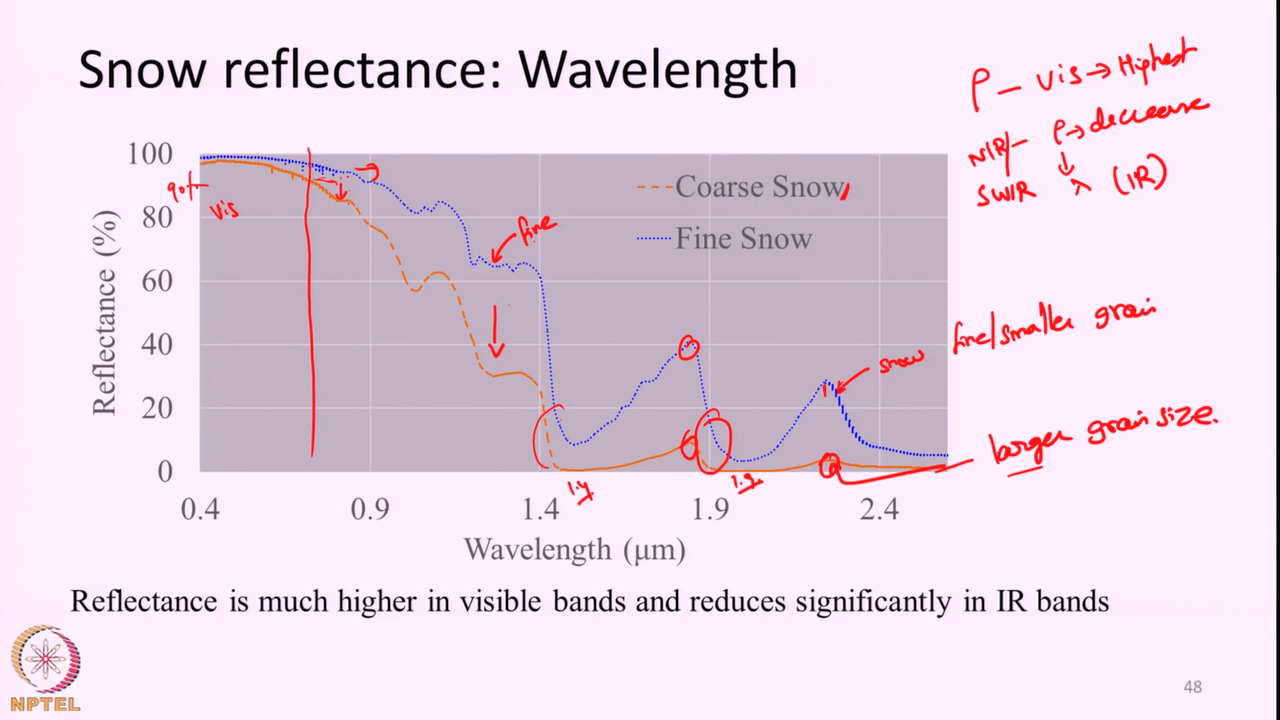 Snow reflectance: Wavelength
ρ – vis → Highest
NIR/– ρ → decrease
SWIR λ (IR)
100
80
60
40
20
0
Reflectance (%)
90%
vis
fine
Coarse Snow
Fine Snow
snow fine/smaller grain
larger grain size.
1.4
1.9
0.4 0.9 1.4 1.9 2.4
Wavelength (μm)
Reflectance is much higher in visible bands and reduces significantly in IR bands
NPTEL
48